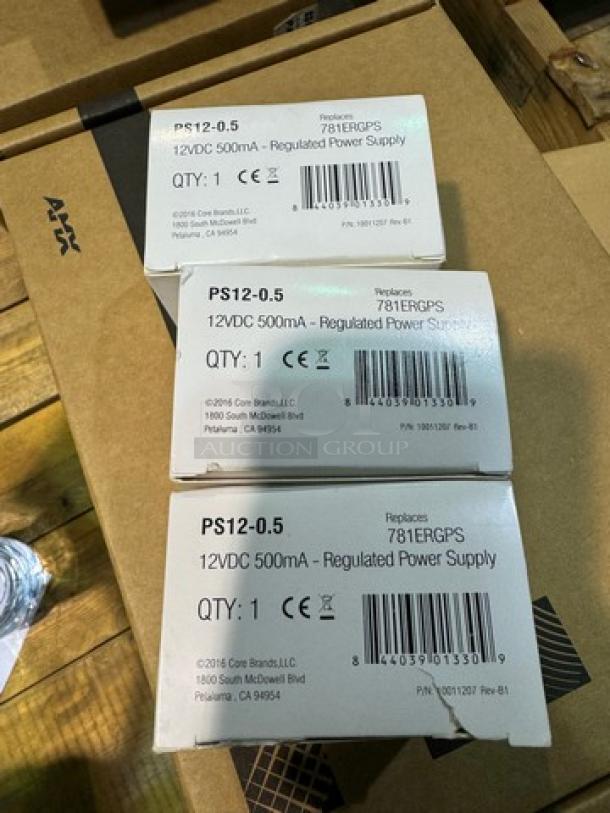 AMX
PS12-0.5
Replaces
781ERGPS
12VDC 500mA - Regulated Power Supply
QTY: 1 CE
8 44039 01330 9
©2016 Core Brands,LLC.
1800 South McDowell Blvd
Petaluma , CA 94954
P/N: 10011207 Rev-B1
PS12-0.5
Replaces
781ERGPS
12VDC 500mA - Regulated Power Supply
QTY: 1 CE
8 44039 01330 9
©2016 Core Brands,LLC.
1800 South McDowell Blvd
Petaluma , CA 94954
P/N: 10011207 Rev-B1
AUCTION GROUP
PS12-0.5
Replaces
781ERGPS
12VDC 500mA - Regulated Power Supply
QTY: 1 CE
8 44039 01330 9
©2016 Core Brands,LLC.
1800 South McDowell Blvd
Petaluma , CA 94954
P/N: 10011207 Rev-B1